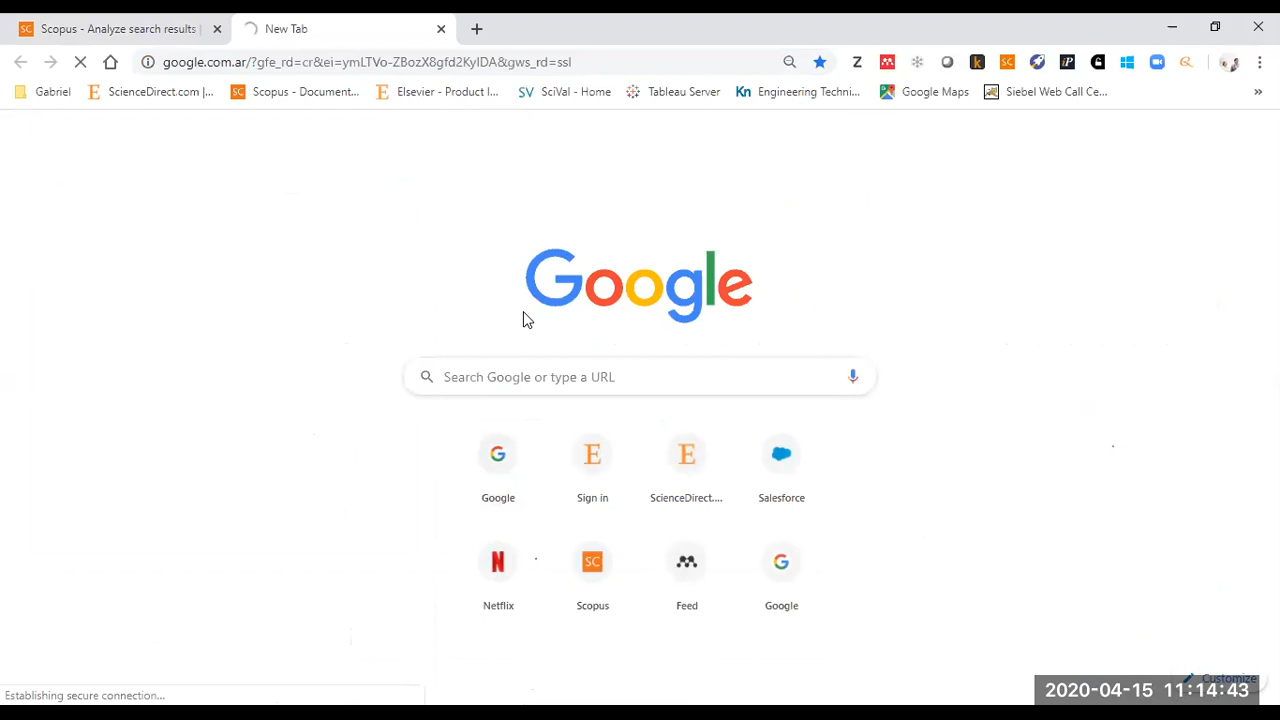 Scopus - Analyze search results
New Tab
google.com.ar/?gfe_rd=cr&ei=ymLTVo-ZBozX8gfd2KyIDA&gws_rd=ssl
Gabriel
ScienceDirect.com |...
Scopus - Document...
Elsevier - Product I...
SciVal - Home
Tableau Server
Kn Engineering Techni...
Google Maps
Siebel Web Call Ce...
Google
Search Google or type a URL
Google
Sign in
ScienceDirect....
Salesforce
Netflix
Scopus
Feed
Google
Customize
Establishing secure connection...
2020-04-15 11:14:43